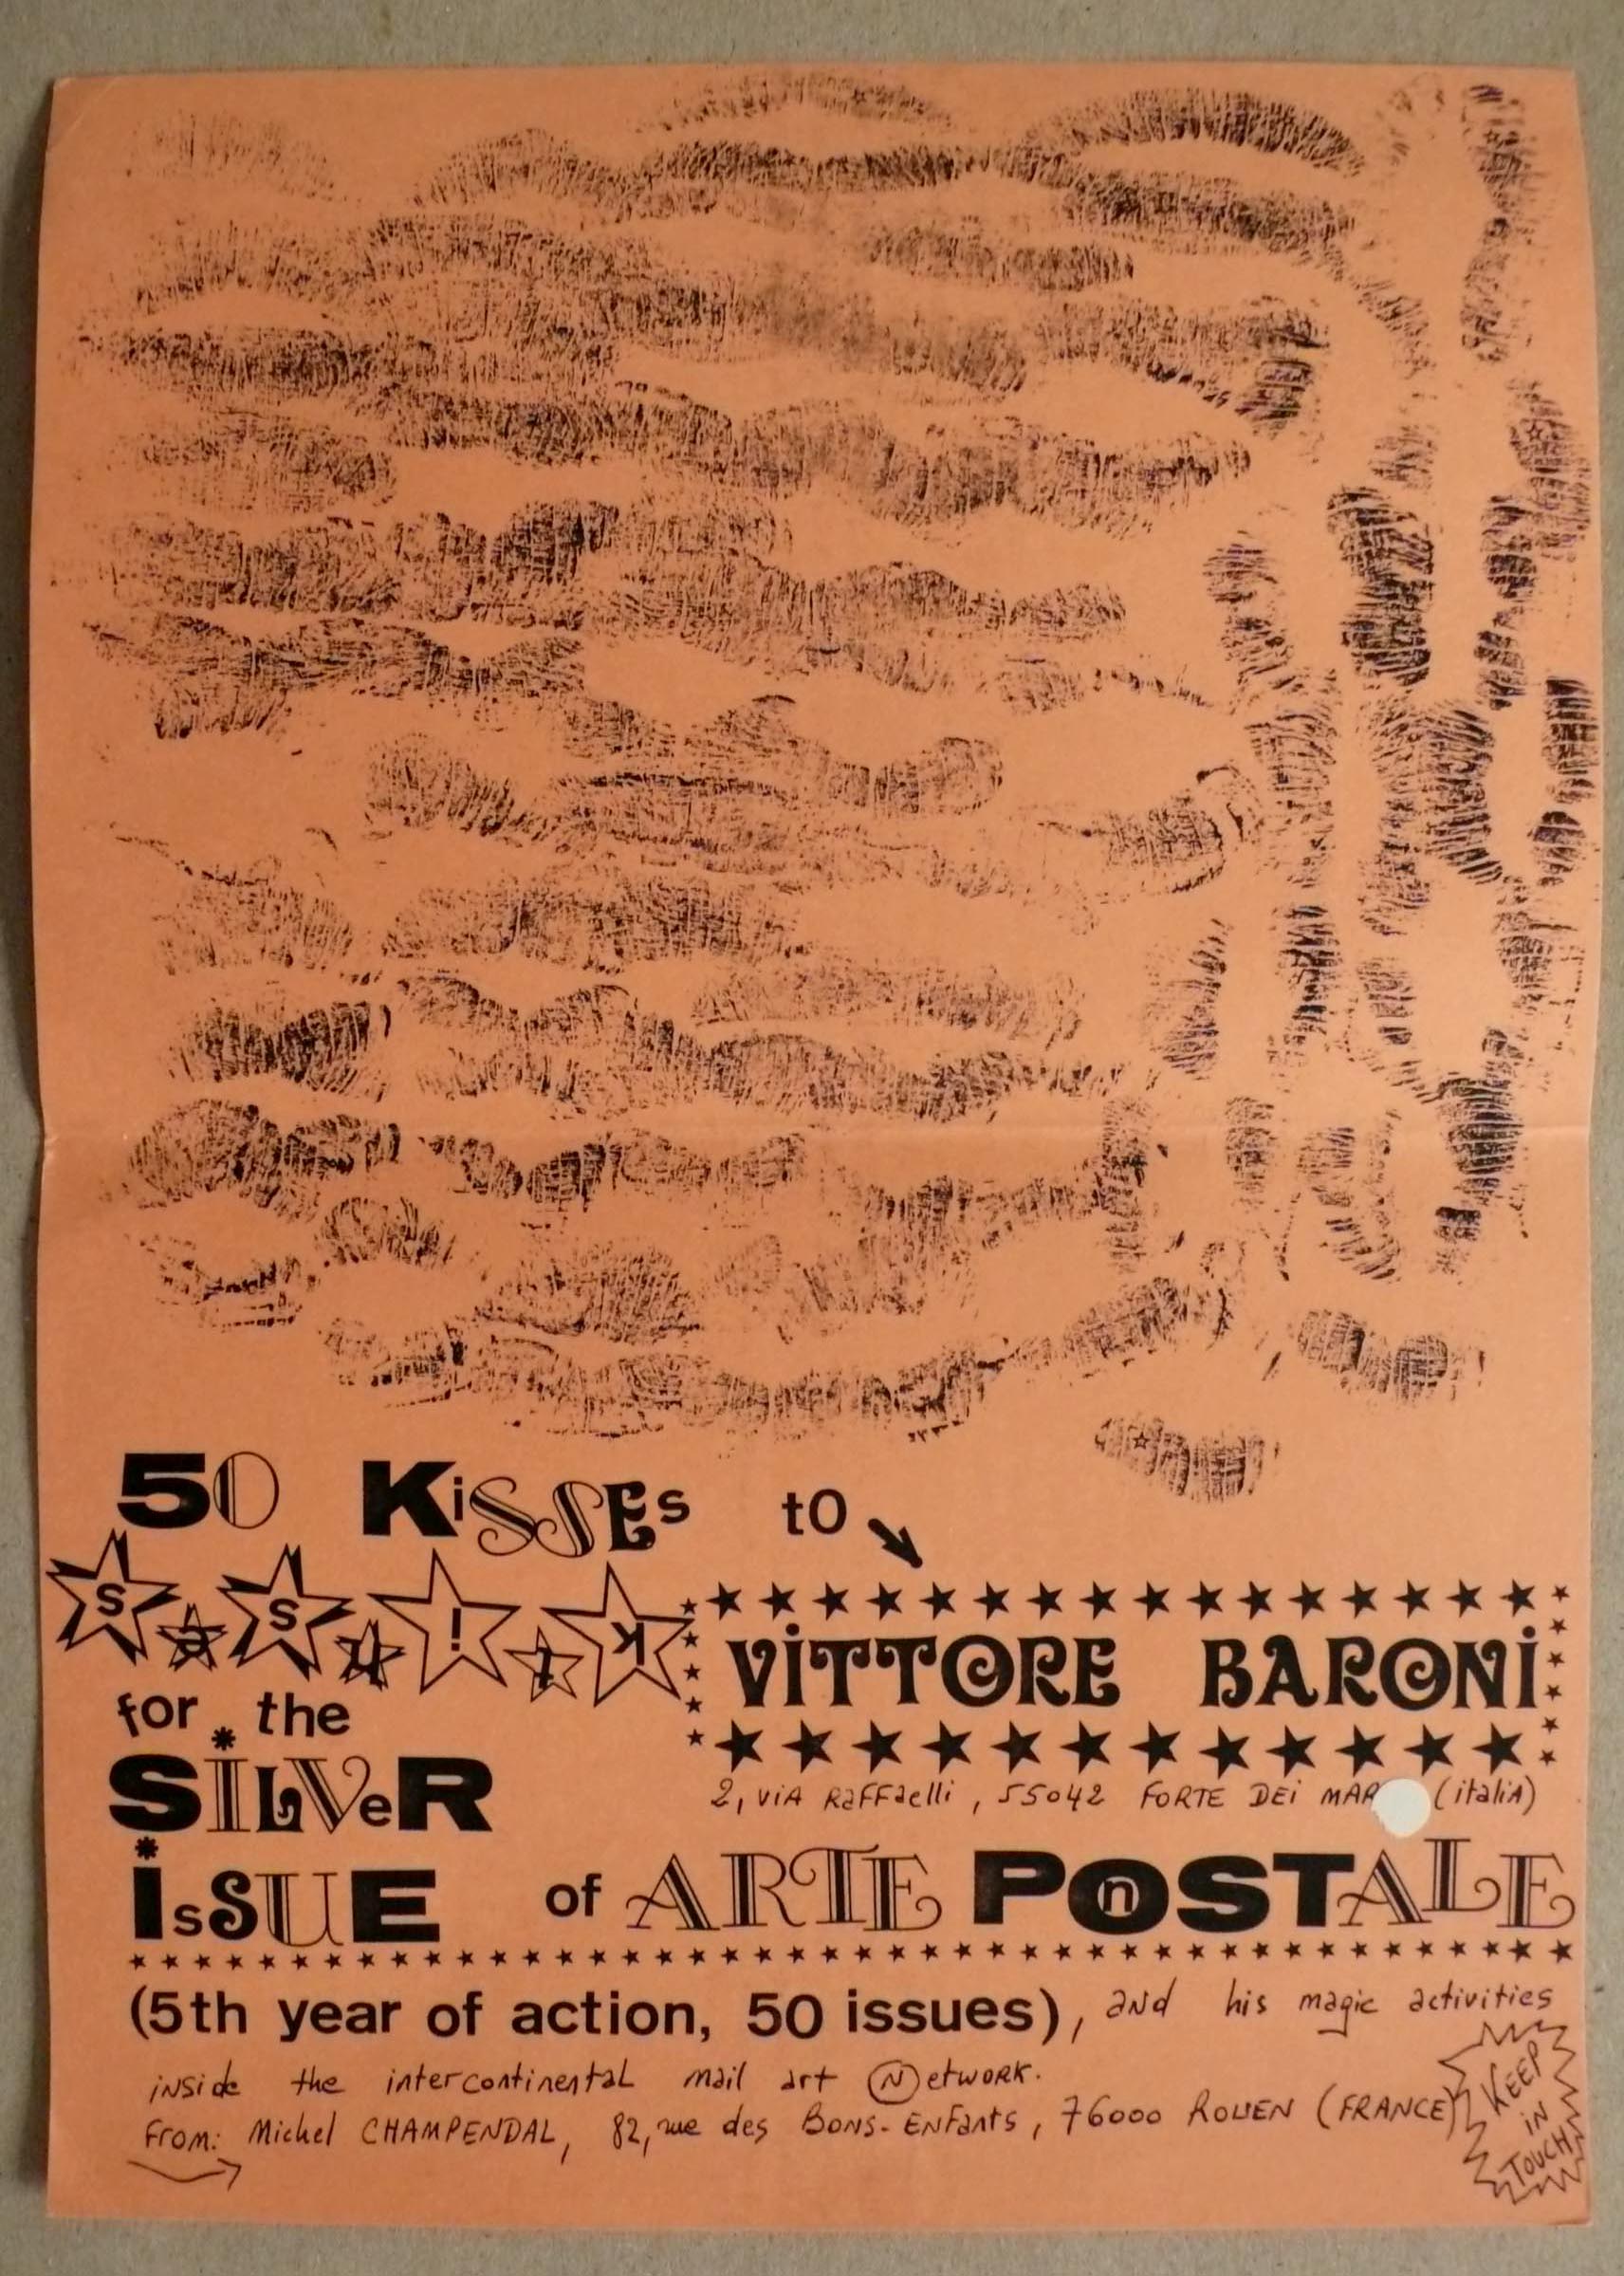 50 KiSSEs to
S S ! K
VITTORE BARONi
for the
SiLVeR
2, viA RaFFaelli, 55042 FORTE DEi MAR (italiA)
isSUE of ARTE POSTALE
n
(5th year of action, 50 issues), and his magic activities
inside the intercontinental mail art Network.
From: Michel CHAMPENDAL, 82, rue des BONS-ENFants, 76000 ROUEN (FRANCE)
KEEP
iN
TOUCH